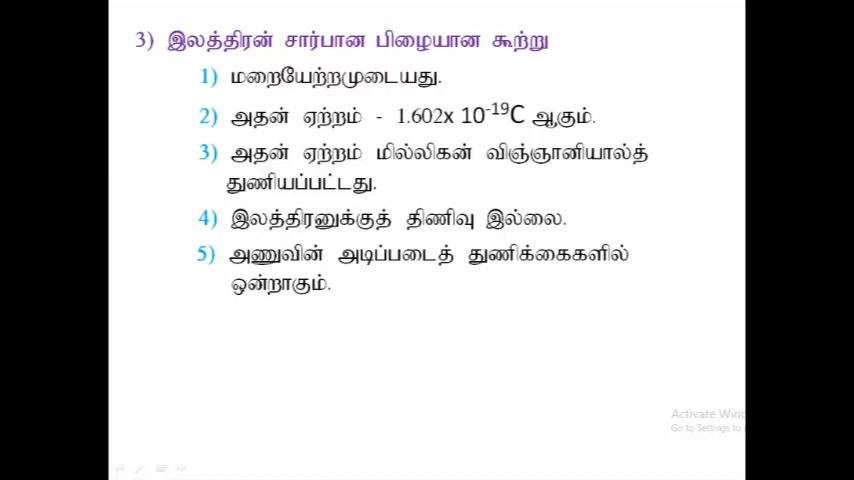 3) இலத்திரன் சார்பான பிழையான கூற்று
1) மறையேற்றமுடையது.
2) அதன் ஏற்றம் - 1.602x 10⁻¹⁹C ஆகும்.
3) அதன் ஏற்றம் மில்லிகன் விஞ்ஞானியால்த்
துணியப்பட்டது.
4) இலத்திரனுக்குத் திணிவு இல்லை.
5) அணுவின் அடிப்படைத் துணிக்கைகளில்
ஒன்றாகும்.
Activate Wind
Go to Settings to